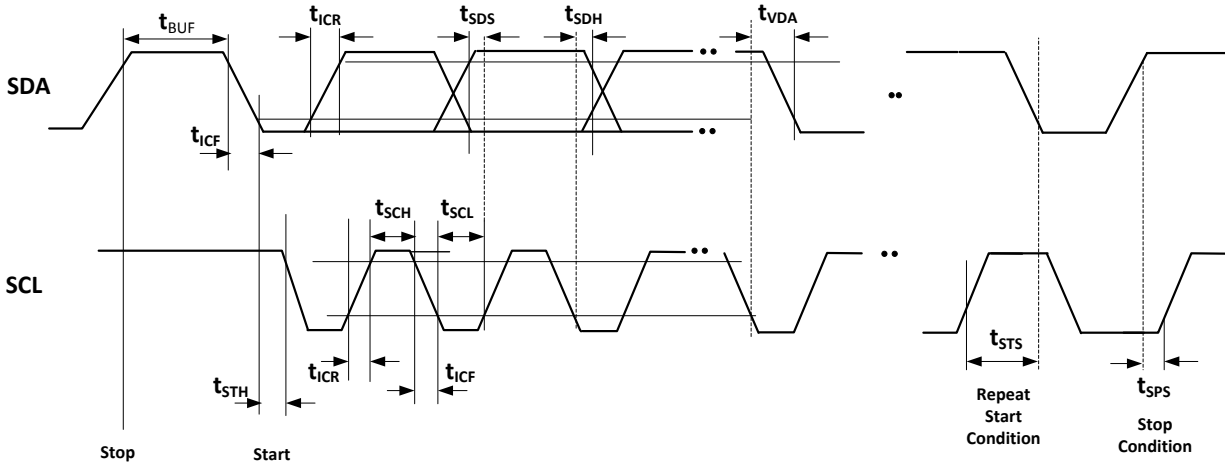 tBUF
tICR
tSDS
tSDH
tVDA
SDA
tICF
tSCH
tSCL
SCL
tSTH
tICR
tICF
tSTS
tSPS
Stop
Start
Repeat
Start
Condition
Stop
Condition